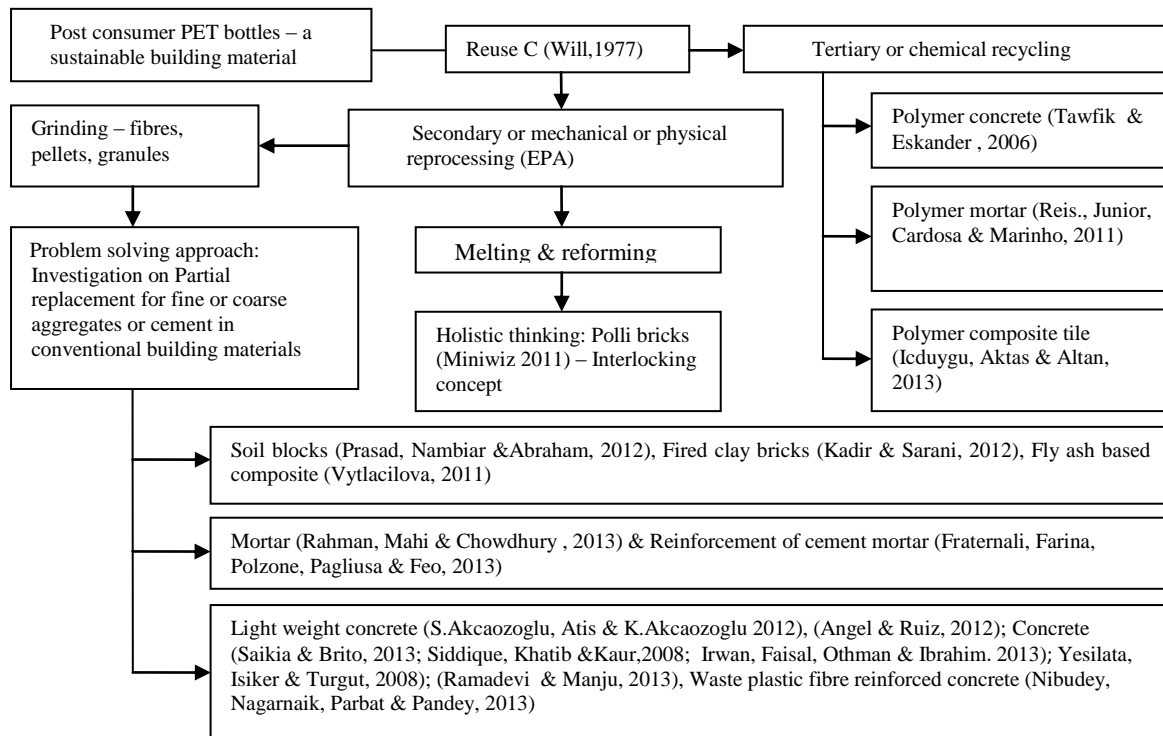 Post consumer PET bottles – a
sustainable building material
Reuse C (Will,1977)
Tertiary or chemical recycling
Grinding – fibres,
pellets, granules
Secondary or mechanical or physical
reprocessing (EPA)
Polymer concrete (Tawfik &
Eskander , 2006)
Polymer mortar (Reis., Junior,
Cardosa & Marinho, 2011)
Problem solving approach:
Investigation on Partial
replacement for fine or coarse
aggregates or cement in
conventional building materials
Melting & reforming
Holistic thinking: Polli bricks
(Miniwiz 2011) – Interlocking
concept
Polymer composite tile
(Icduygu, Aktas & Altan,
2013)
Soil blocks (Prasad, Nambiar &Abraham, 2012), Fired clay bricks (Kadir & Sarani, 2012), Fly ash based
composite (Vytlacilova, 2011)
Mortar (Rahman, Mahi & Chowdhury , 2013) & Reinforcement of cement mortar (Fraternali, Farina,
Polzone, Pagliusa & Feo, 2013)
Light weight concrete (S.Akcaozoglu, Atis & K.Akcaozoglu 2012), (Angel & Ruiz, 2012); Concrete
(Saikia & Brito, 2013; Siddique, Khatib &Kaur,2008; Irwan, Faisal, Othman & Ibrahim. 2013); Yesilata,
Isiker & Turgut, 2008); (Ramadevi & Manju, 2013), Waste plastic fibre reinforced concrete (Nibudey,
Nagarnaik, Parbat & Pandey, 2013)